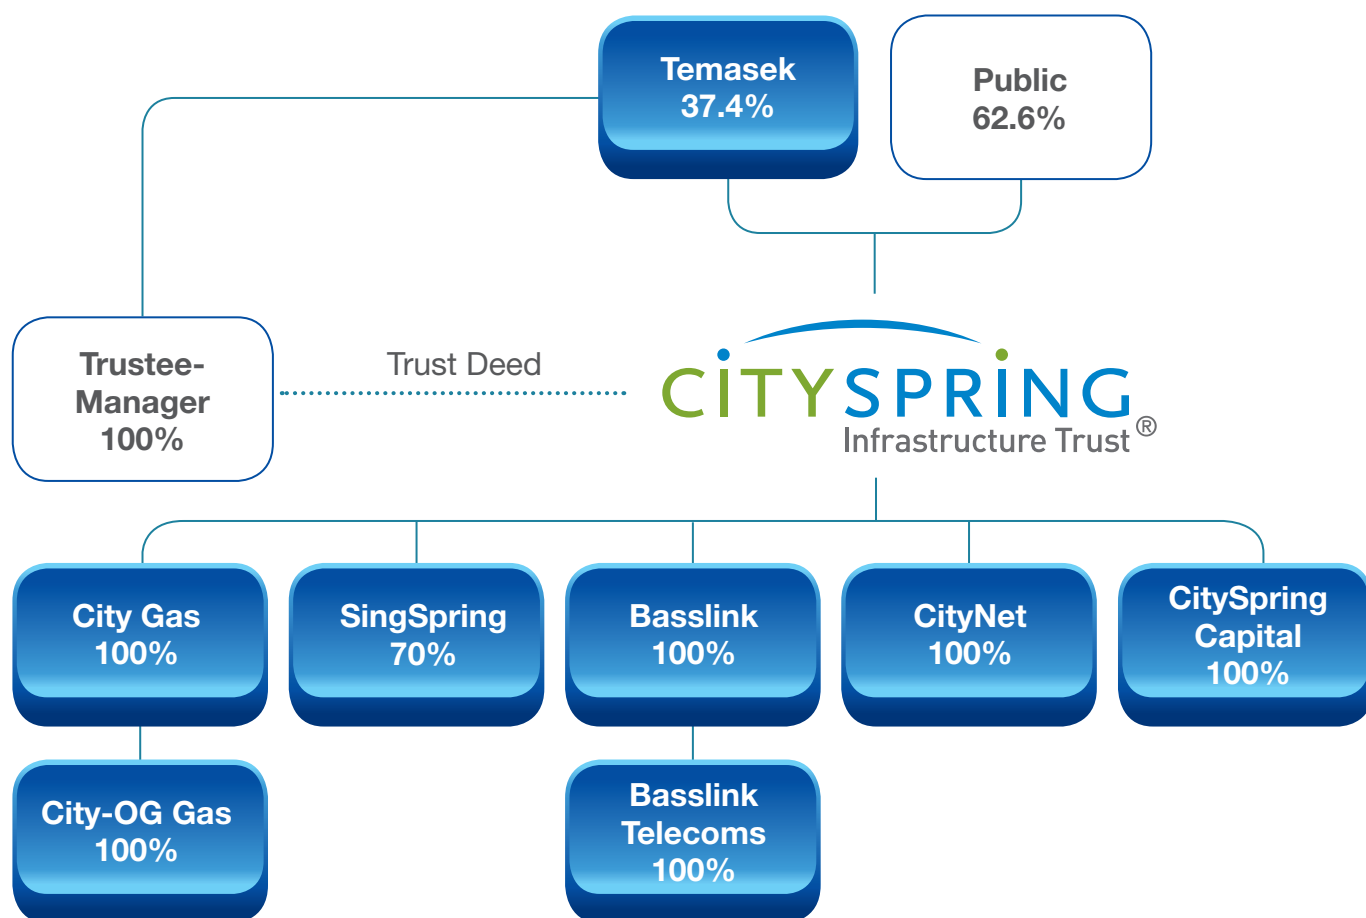 Temasek
37.4%
Public
62.6%
Trustee-
Manager
100%
Trust Deed
CiTYSPRiNG
Infrastructure Trust®
City Gas
100%
SingSpring
70%
Basslink
100%
CityNet
100%
CitySpring
Capital
100%
City-OG Gas
100%
Basslink
Telecoms
100%